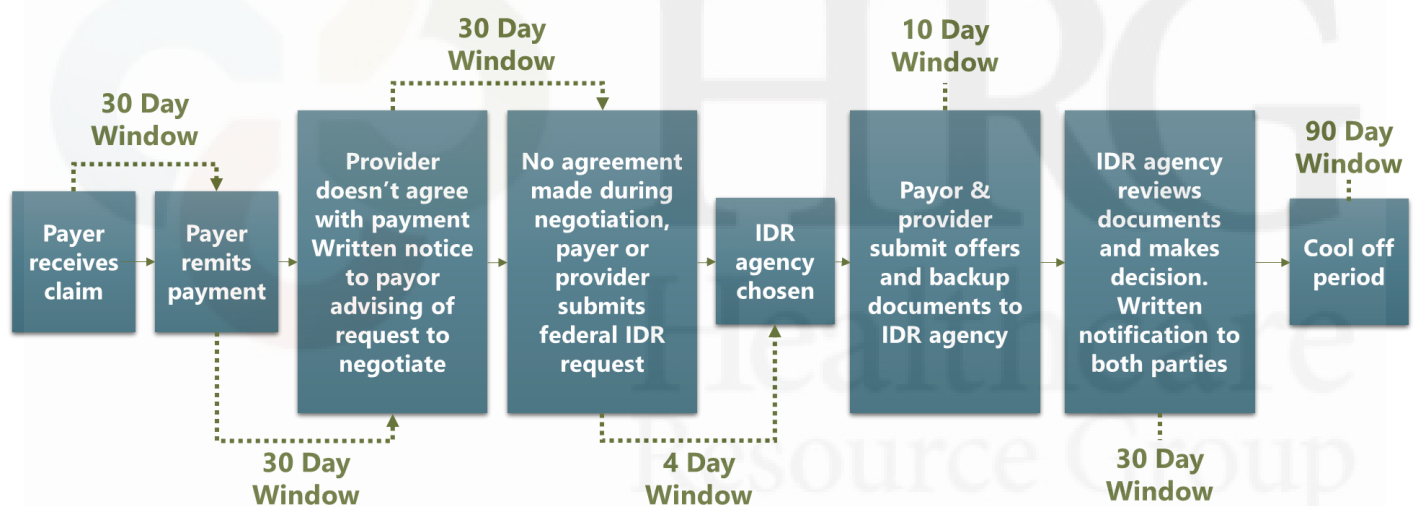 30 Day
Window
Payer
receives
claim
Payer
remits
payment
30 Day
Window
Provider
doesn’t agree
with payment
Written notice
to payor
advising of
request to
negotiate
30 Day
Window
No agreement
made during
negotiation,
payer or
provider
submits
federal IDR
request
4 Day
Window
IDR
agency
chosen
10 Day
Window
Payor &
provider
submit offers
and backup
documents to
IDR agency
IDR agency
reviews
documents
and makes
decision.
Written
notification to
both parties
30 Day
Window
90 Day
Window
Cool off
period
HRG
Healthcare
Resource Group